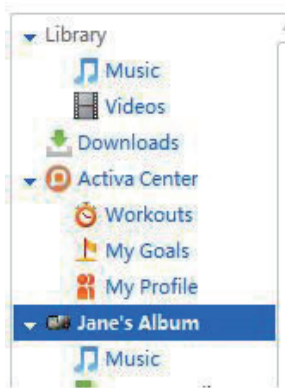 Library
Music
Videos
Downloads
Activa Center
Workouts
My Goals
My Profile
Jane's Album
Music